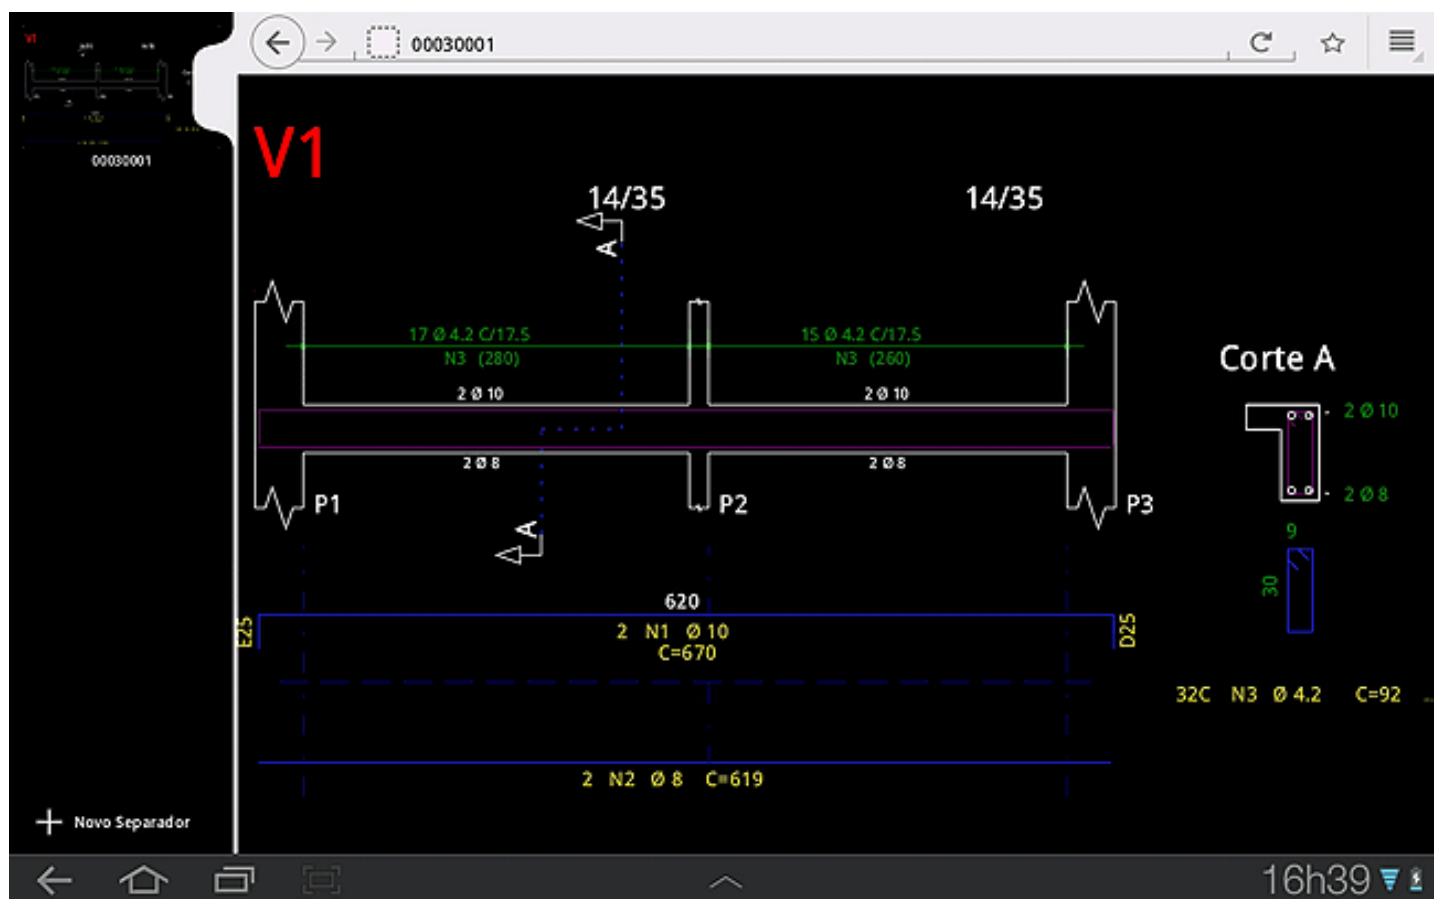 00030001
V1
00030001
V1
14/35
14/35
A
17 Ø 4.2 C/17.5
15 Ø 4.2 C/17.5
N3 (280)
N3 (260)
Corte A
2 Ø 10
2 Ø 10
2 Ø 10
2 Ø 8
2 Ø 8
2 Ø 8
P1
P2
P3
A
9
30
620
E25
2 N1 Ø 10
D25
C=670
32C N3 Ø 4.2 C=92
2 N2 Ø 8 C=619
Novo Separador
16h39